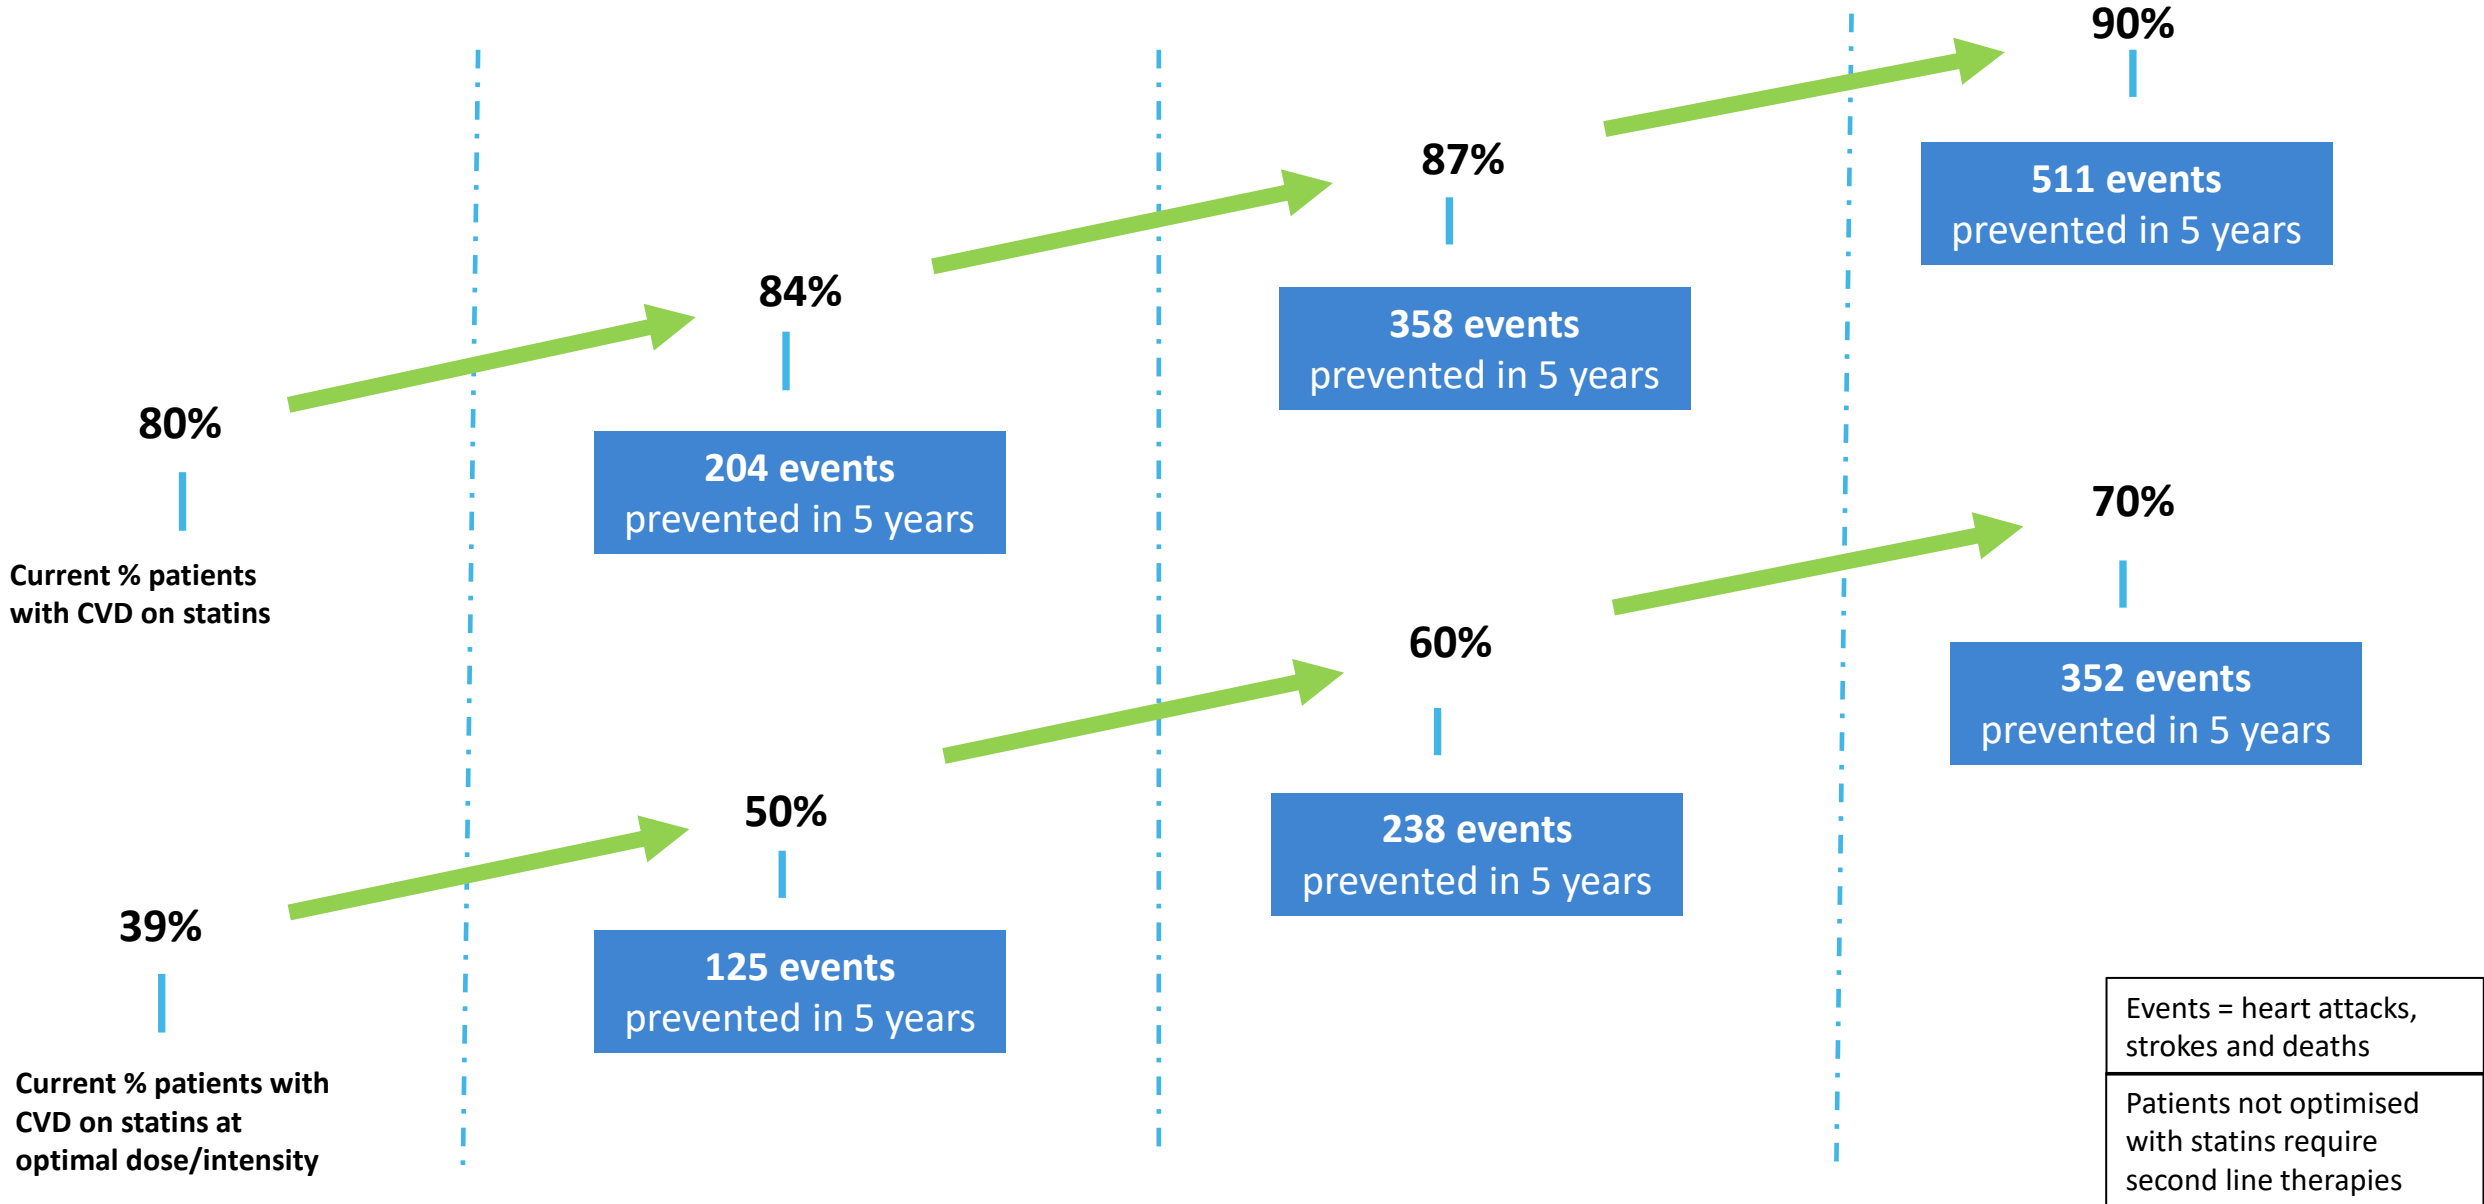 80%
Current % patients
with CVD on statins
84%
204 events
prevented in 5 years
87%
358 events
prevented in 5 years
90%
511 events
prevented in 5 years
39%
Current % patients with
CVD on statins at
optimal dose/intensity
50%
125 events
prevented in 5 years
60%
238 events
prevented in 5 years
70%
352 events
prevented in 5 years
Events = heart attacks,
strokes and deaths
Patients not optimised
with statins require
second line therapies